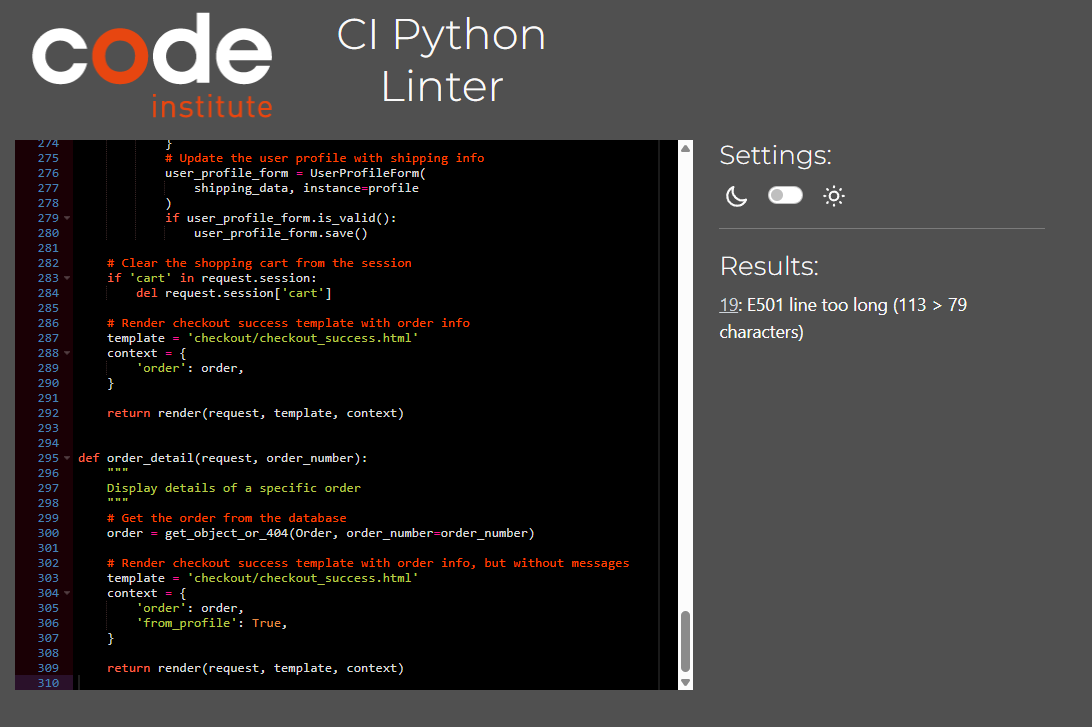 code
institute
CI Python
Linter
274 }
275 # Update the user profile with shipping info
276 user_profile_form = UserProfileForm(
277 shipping_data, instance=profile
278 )
279 if user_profile_form.is_valid():
280 user_profile_form.save()
281
282 # Clear the shopping cart from the session
283 if 'cart' in request.session:
284 del request.session['cart']
285
286 # Render checkout success template with order info
287 template = 'checkout/checkout_success.html'
288 context = {
289 'order': order,
290 }
291
292 return render(request, template, context)
293
294
295 def order_detail(request, order_number):
296 """
297 Display details of a specific order
298 """
299 # Get the order from the database
300 order = get_object_or_404(Order, order_number=order_number)
301
302 # Render checkout success template with order info, but without messages
303 template = 'checkout/checkout_success.html'
304 context = {
305 'order': order,
306 'from_profile': True,
307 }
308
309 return render(request, template, context)
310
Settings:
Results:
19: E501 line too long (113 > 79
characters)